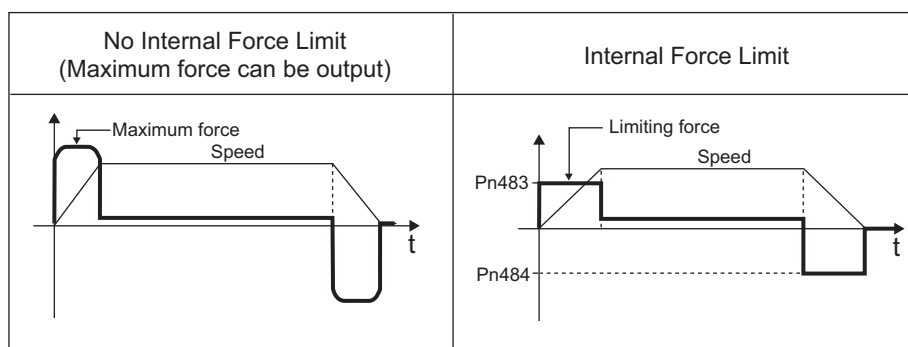 No Internal Force Limit
(Maximum force can be output)
Internal Force Limit
Maximum force
Speed
t
Limiting force
Speed
Pn483
t
Pn484